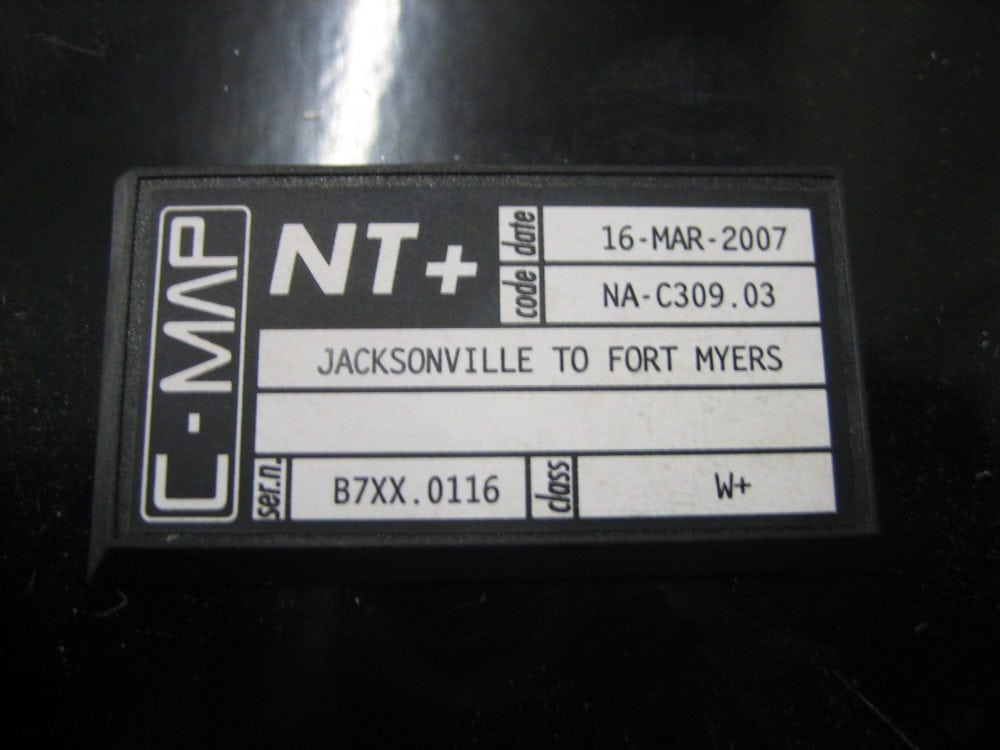 C-MAP
NT+
date 16-MAR-2007
code NA-C309.03
JACKSONVILLE TO FORT MYERS
ser.n. B7XX.0116 class W+